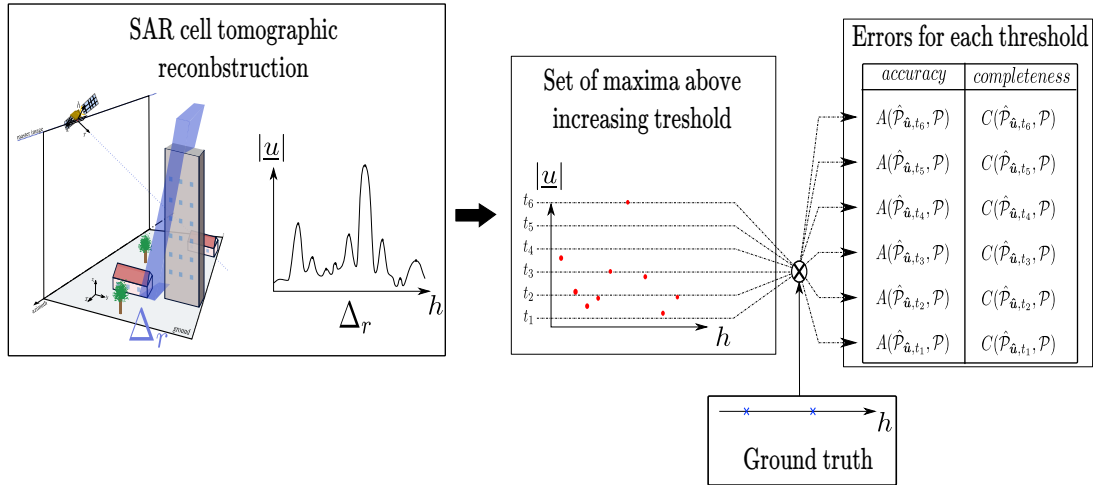 SAR cell tomographic
reconbstruction
|u|
h
Δr
Δr
ground
r
z
Set of maxima above
increasing treshold
|u|
t6
t5
t4
t3
t2
t1
h
Errors for each threshold
accuracy completeness
A(P̂û,t6, P) C(P̂û,t6, P)
A(P̂û,t5, P) C(P̂û,t5, P)
A(P̂û,t4, P) C(P̂û,t4, P)
A(P̂û,t3, P) C(P̂û,t3, P)
A(P̂û,t2, P) C(P̂û,t2, P)
A(P̂û,t1, P) C(P̂û,t1, P)
h
Ground truth